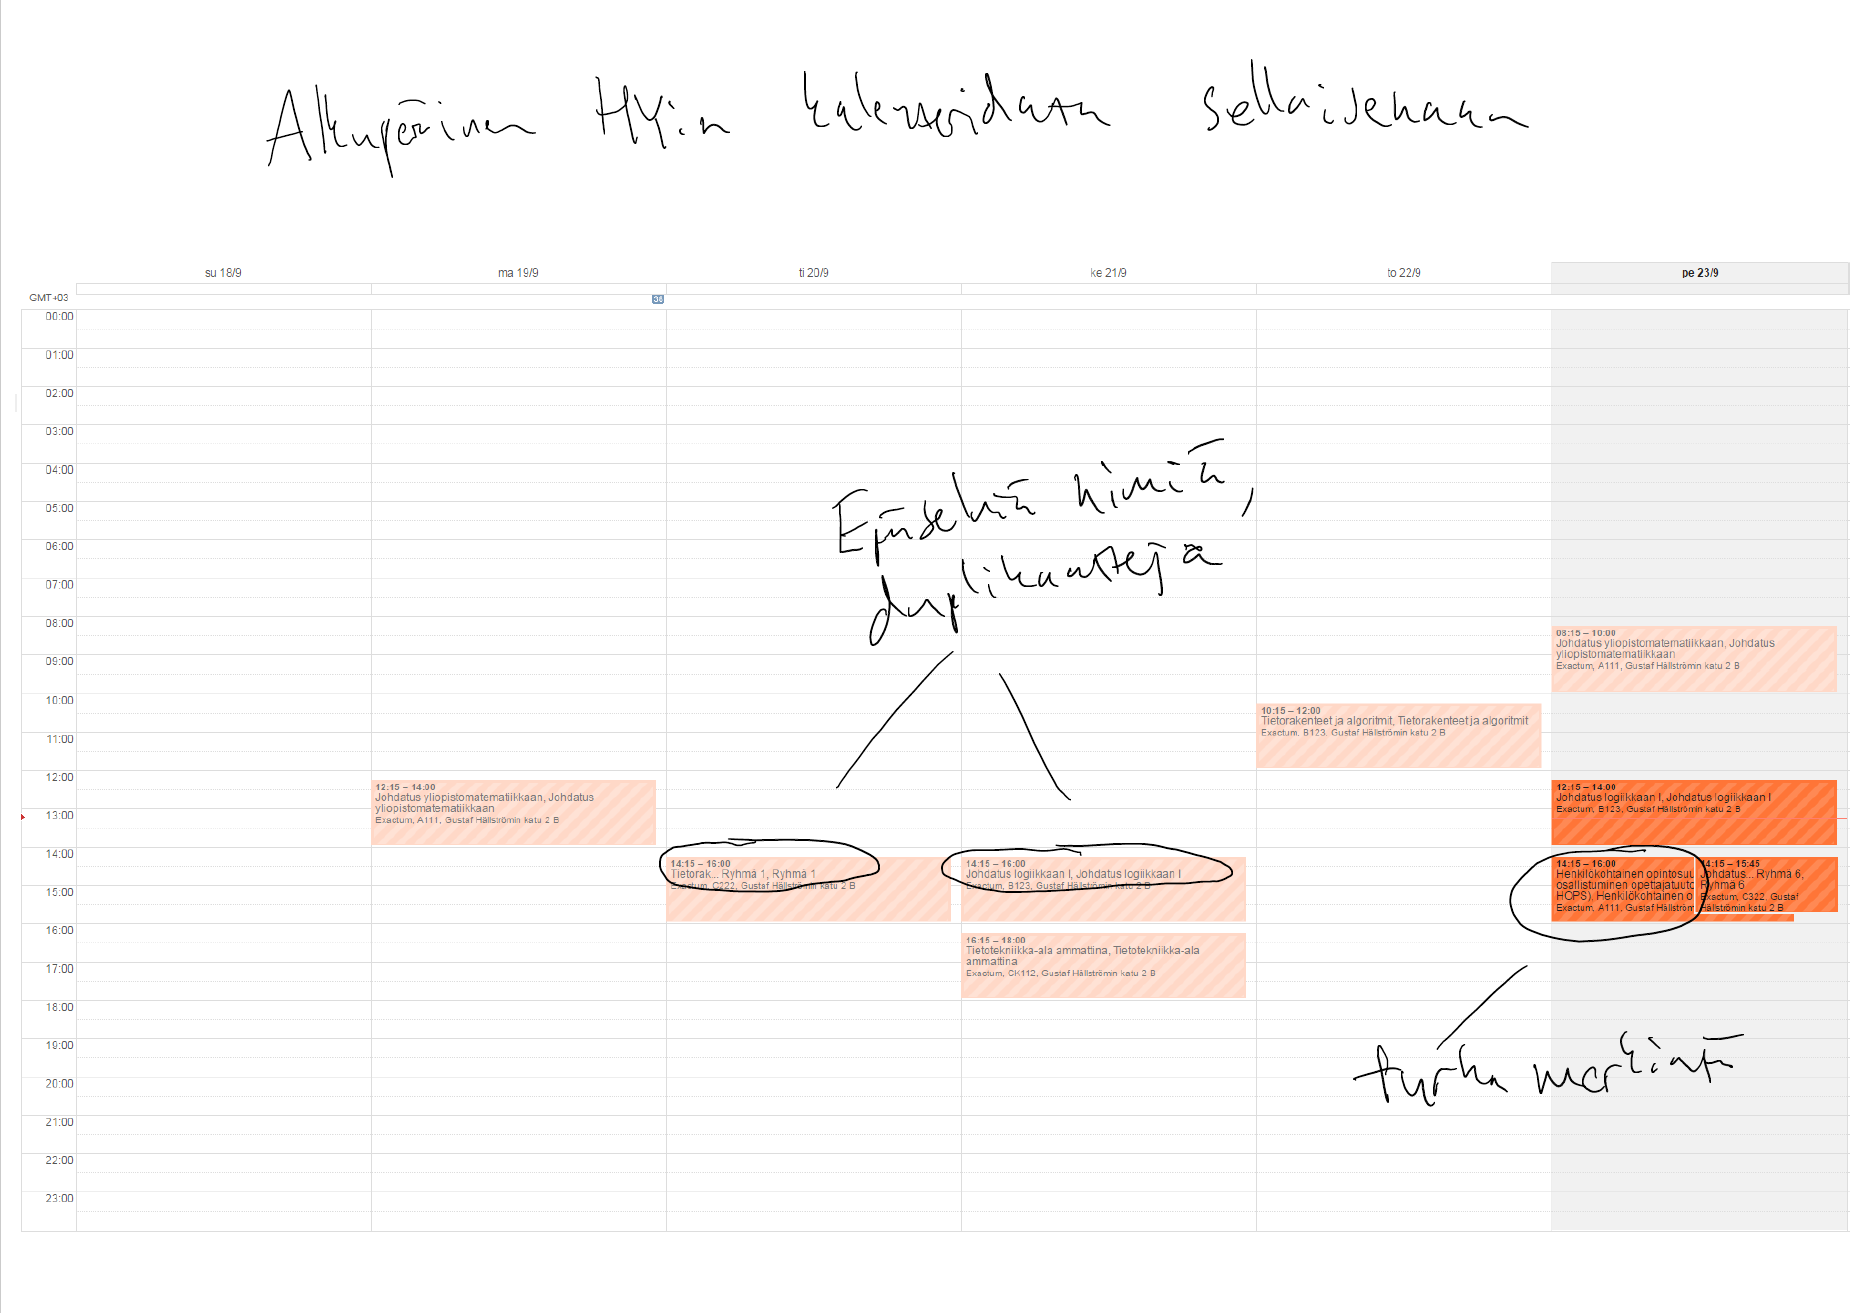 Alkuperäinen HY:n kalenteridata sellaisenaan
su 18/9
ma 19/9
ti 20/9
ke 21/9
to 22/9
pe 23/9
GMT+03
38
00:00
01:00
02:00
03:00
04:00
05:00
06:00
07:00
08:00
09:00
10:00
11:00
12:00
13:00
14:00
15:00
16:00
17:00
18:00
19:00
20:00
21:00
22:00
23:00
Epäselviä nimiä,
duplikaatteja
12:15 – 14:00
Johdatus yliopistomatematiikkaan, Johdatus
yliopistomatematiikkaan
Exactum, A111, Gustaf Hällströmin katu 2 B
14:15 – 16:00
Tietorak... Ryhmä 1, Ryhmä 1
Exactum, C222, Gustaf Hällströmin katu 2 B
14:15 – 16:00
Johdatus logiikkaan I, Johdatus logiikkaan I
Exactum, B123, Gustaf Hällströmin katu 2 B
16:15 – 18:00
Tietotekniikka-ala ammattina, Tietotekniikka-ala
ammattina
Exactum, CK112, Gustaf Hällströmin katu 2 B
10:15 – 12:00
Tietorakenteet ja algoritmit, Tietorakenteet ja algoritmit
Exactum, B123, Gustaf Hällströmin katu 2 B
08:15 – 10:00
Johdatus yliopistomatematiikkaan, Johdatus
yliopistomatematiikkaan
Exactum, A111, Gustaf Hällströmin katu 2 B
12:15 – 14:00
Johdatus logiikkaan I, Johdatus logiikkaan I
Exactum, B123, Gustaf Hällströmin katu 2 B
14:15 – 16:00
Henkilökohtainen opintosuu
osallistuminen opettajatuuto
HOPS), Henkilökohtainen o
Exactum, A111, Gustaf Hällström
14:15 – 15:45
Johdatus... Ryhmä 6,
Ryhmä 6
Exactum, C322, Gustaf
Hällströmin katu 2 B
turha merkintä